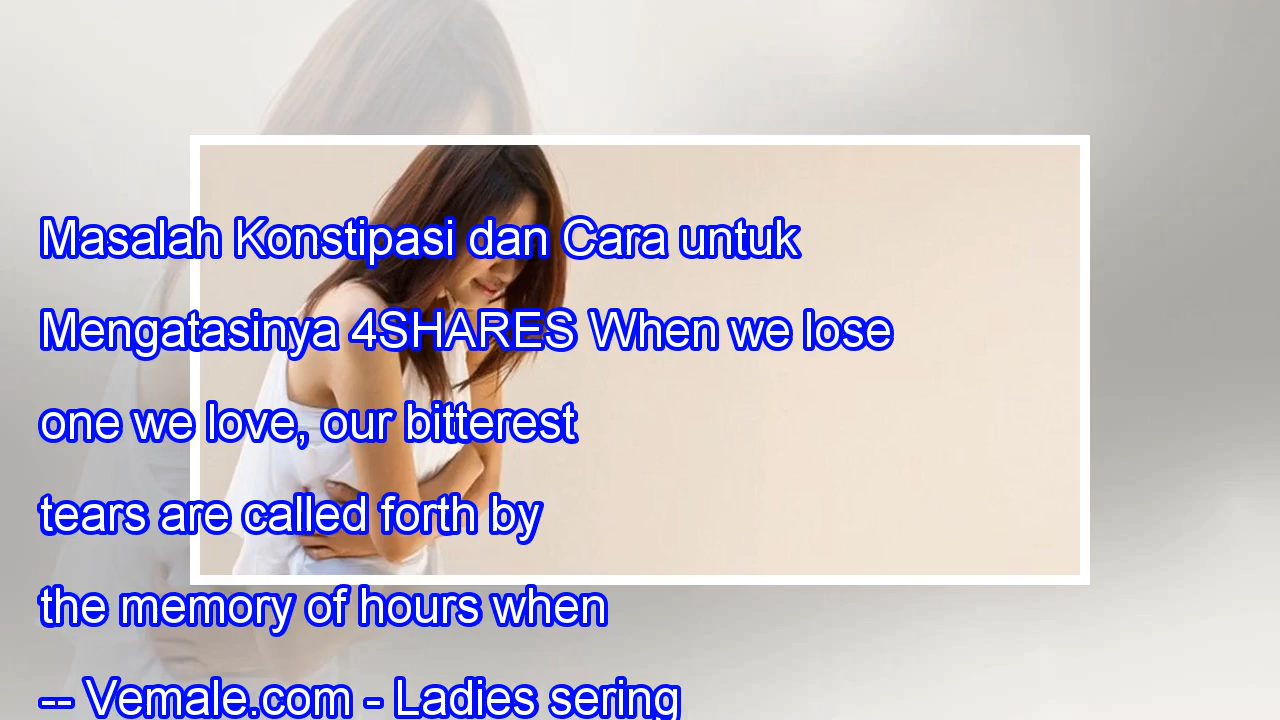 Masalah Konstipasi dan Cara untuk
Mengatasinya 4SHARES When we lose
one we love, our bitterest
tears are called forth by
the memory of hours when
-- Vemale.com - Ladies sering